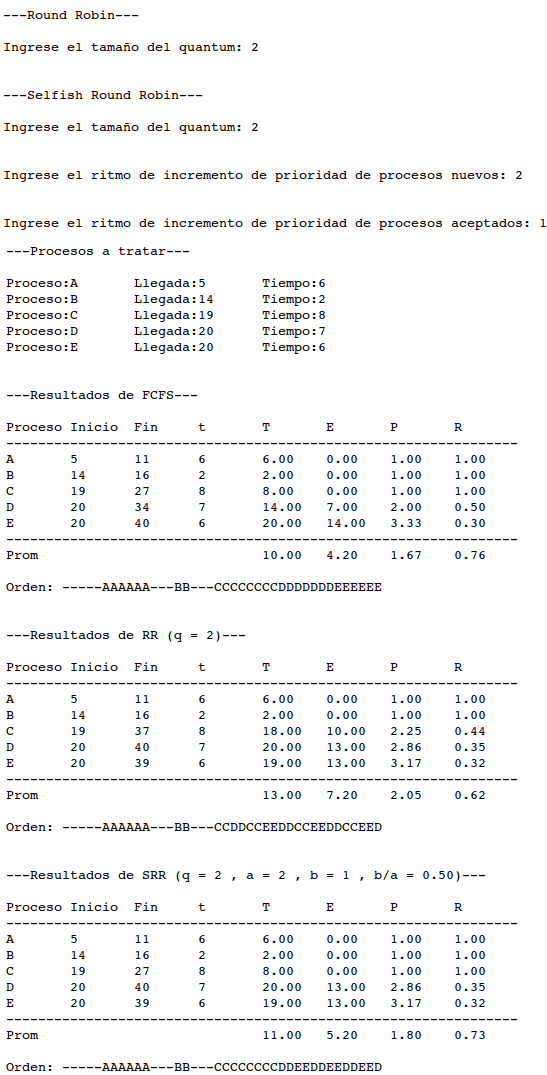 ---Round Robin---
Ingrese el tamaño del quantum: 2
---Selfish Round Robin---
Ingrese el tamaño del quantum: 2
Ingrese el ritmo de incremento de prioridad de procesos nuevos: 2
Ingrese el ritmo de incremento de prioridad de procesos aceptados: 1
---Procesos a tratar---
Proceso:A Llegada:5 Tiempo:6
Proceso:B Llegada:14 Tiempo:2
Proceso:C Llegada:19 Tiempo:8
Proceso:D Llegada:20 Tiempo:7
Proceso:E Llegada:20 Tiempo:6
---Resultados de FCFS---
Proceso Inicio Fin t T E P R
----------------------------------------------------------------
A 5 11 6 6.00 0.00 1.00 1.00
B 14 16 2 2.00 0.00 1.00 1.00
C 19 27 8 8.00 0.00 1.00 1.00
D 20 34 7 14.00 7.00 2.00 0.50
E 20 40 6 20.00 14.00 3.33 0.30
----------------------------------------------------------------
Prom 10.00 4.20 1.67 0.76
Orden: -----AAAAAA---BB---CCCCCCCCDDDDDDDEEEEEE
---Resultados de RR (q = 2)---
Proceso Inicio Fin t T E P R
----------------------------------------------------------------
A 5 11 6 6.00 0.00 1.00 1.00
B 14 16 2 2.00 0.00 1.00 1.00
C 19 37 8 18.00 10.00 2.25 0.44
D 20 40 7 20.00 13.00 2.86 0.35
E 20 39 6 19.00 13.00 3.17 0.32
----------------------------------------------------------------
Prom 13.00 7.20 2.05 0.62
Orden: -----AAAAAA---BB---CCDDCCEEDDCCEEDDCCEED
---Resultados de SRR (q = 2 , a = 2 , b = 1 , b/a = 0.50)---
Proceso Inicio Fin t T E P R
----------------------------------------------------------------
A 5 11 6 6.00 0.00 1.00 1.00
B 14 16 2 2.00 0.00 1.00 1.00
C 19 27 8 8.00 0.00 1.00 1.00
D 20 40 7 20.00 13.00 2.86 0.35
E 20 39 6 19.00 13.00 3.17 0.32
----------------------------------------------------------------
Prom 11.00 5.20 1.80 0.73
Orden: -----AAAAAA---BB---CCCCCCCCDDEEDDEEDDEED